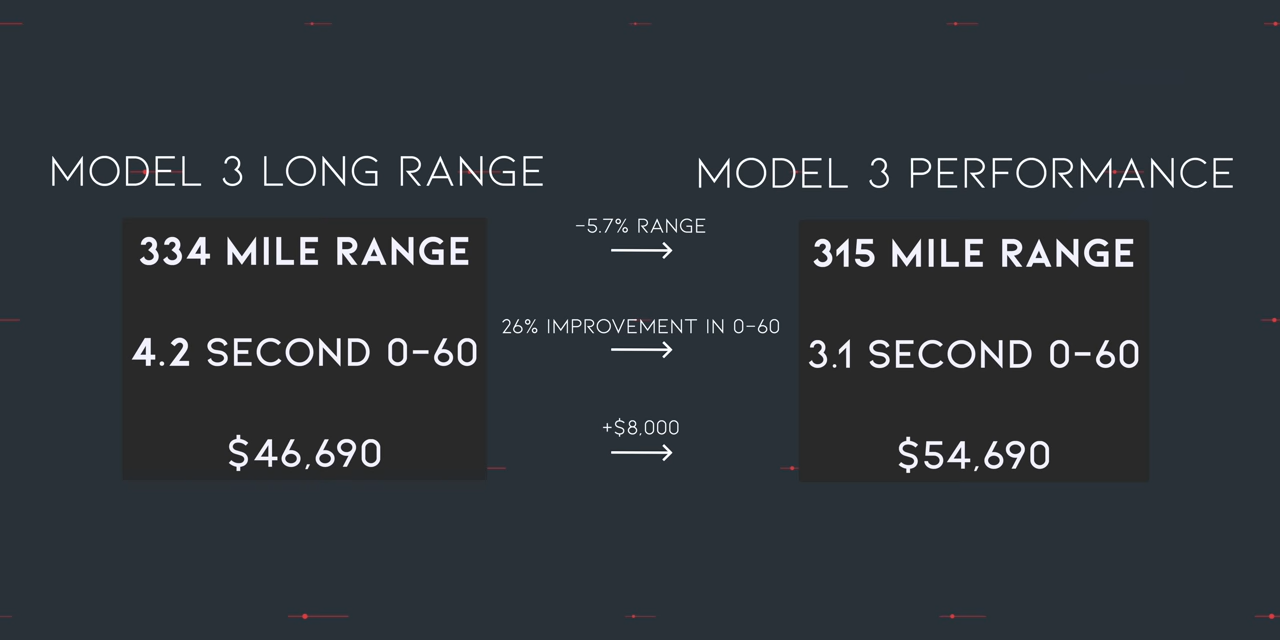 MODEL 3 LONG RANGE
334 MILE RANGE
4.2 SECOND 0-60
$46,690
-5.7% RANGE
26% IMPROVEMENT IN 0-60
+$8,000
MODEL 3 PERFORMANCE
315 MILE RANGE
3.1 SECOND 0-60
$54,690